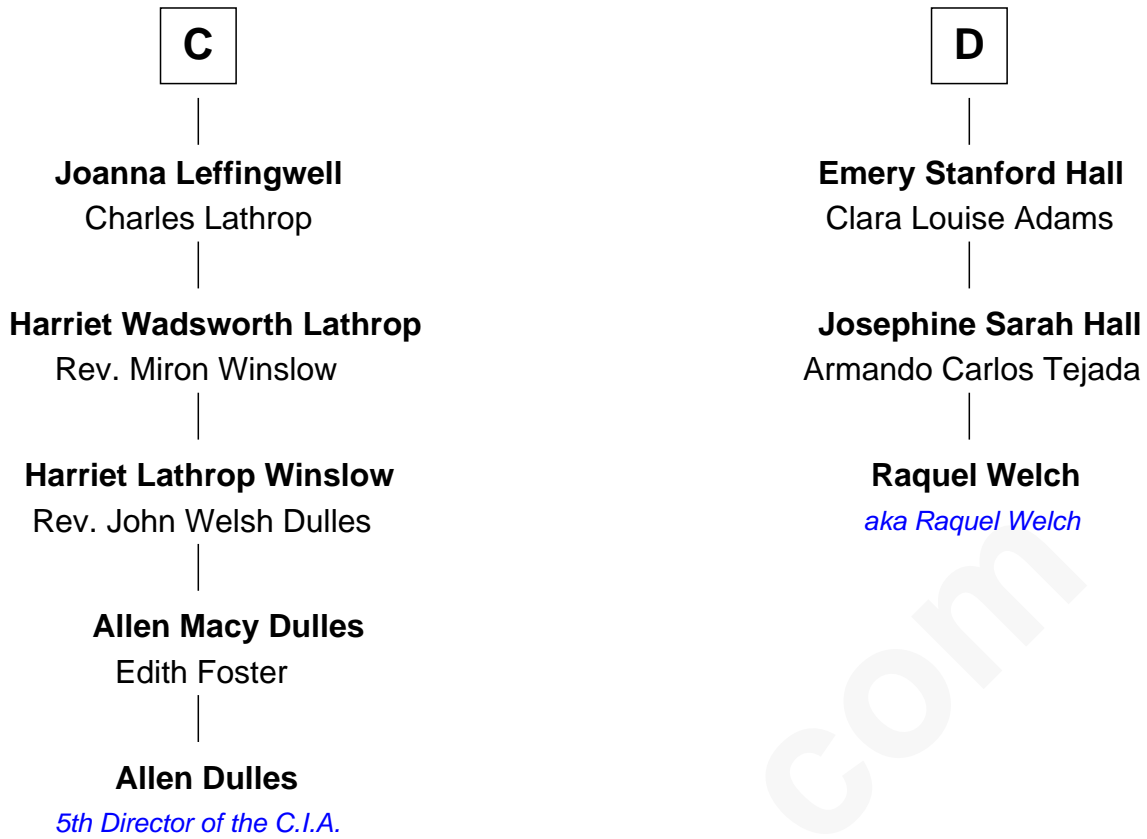 C
Joanna Leffingwell
Charles Lathrop
Harriet Wadsworth Lathrop
Rev. Miron Winslow
Harriet Lathrop Winslow
Rev. John Welsh Dulles
Allen Macy Dulles
Edith Foster
Allen Dulles
5th Director of the C.I.A.
D
Emery Stanford Hall
Clara Louise Adams
Josephine Sarah Hall
Armando Carlos Tejada
Raquel Welch
aka Raquel Welch
com